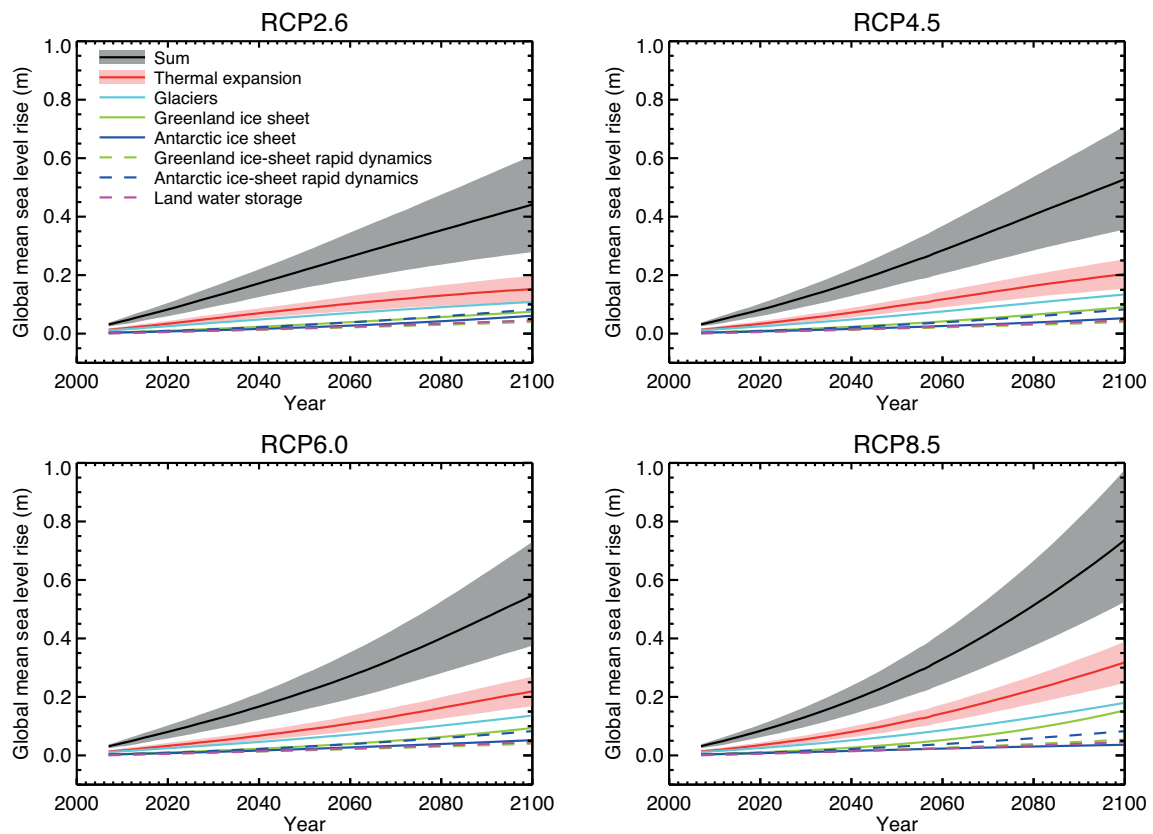 RCP2.6
Global mean sea level rise (m)
1.0
0.8
0.6
0.4
0.2
0.0
Sum
Thermal expansion
Glaciers
Greenland ice sheet
Antarctic ice sheet
Greenland ice-sheet rapid dynamics
Antarctic ice-sheet rapid dynamics
Land water storage
2000 2020 2040 2060 2080 2100
Year
RCP4.5
Global mean sea level rise (m)
1.0
0.8
0.6
0.4
0.2
0.0
2000 2020 2040 2060 2080 2100
Year
RCP6.0
Global mean sea level rise (m)
1.0
0.8
0.6
0.4
0.2
0.0
2000 2020 2040 2060 2080 2100
Year
RCP8.5
Global mean sea level rise (m)
1.0
0.8
0.6
0.4
0.2
0.0
2000 2020 2040 2060 2080 2100
Year